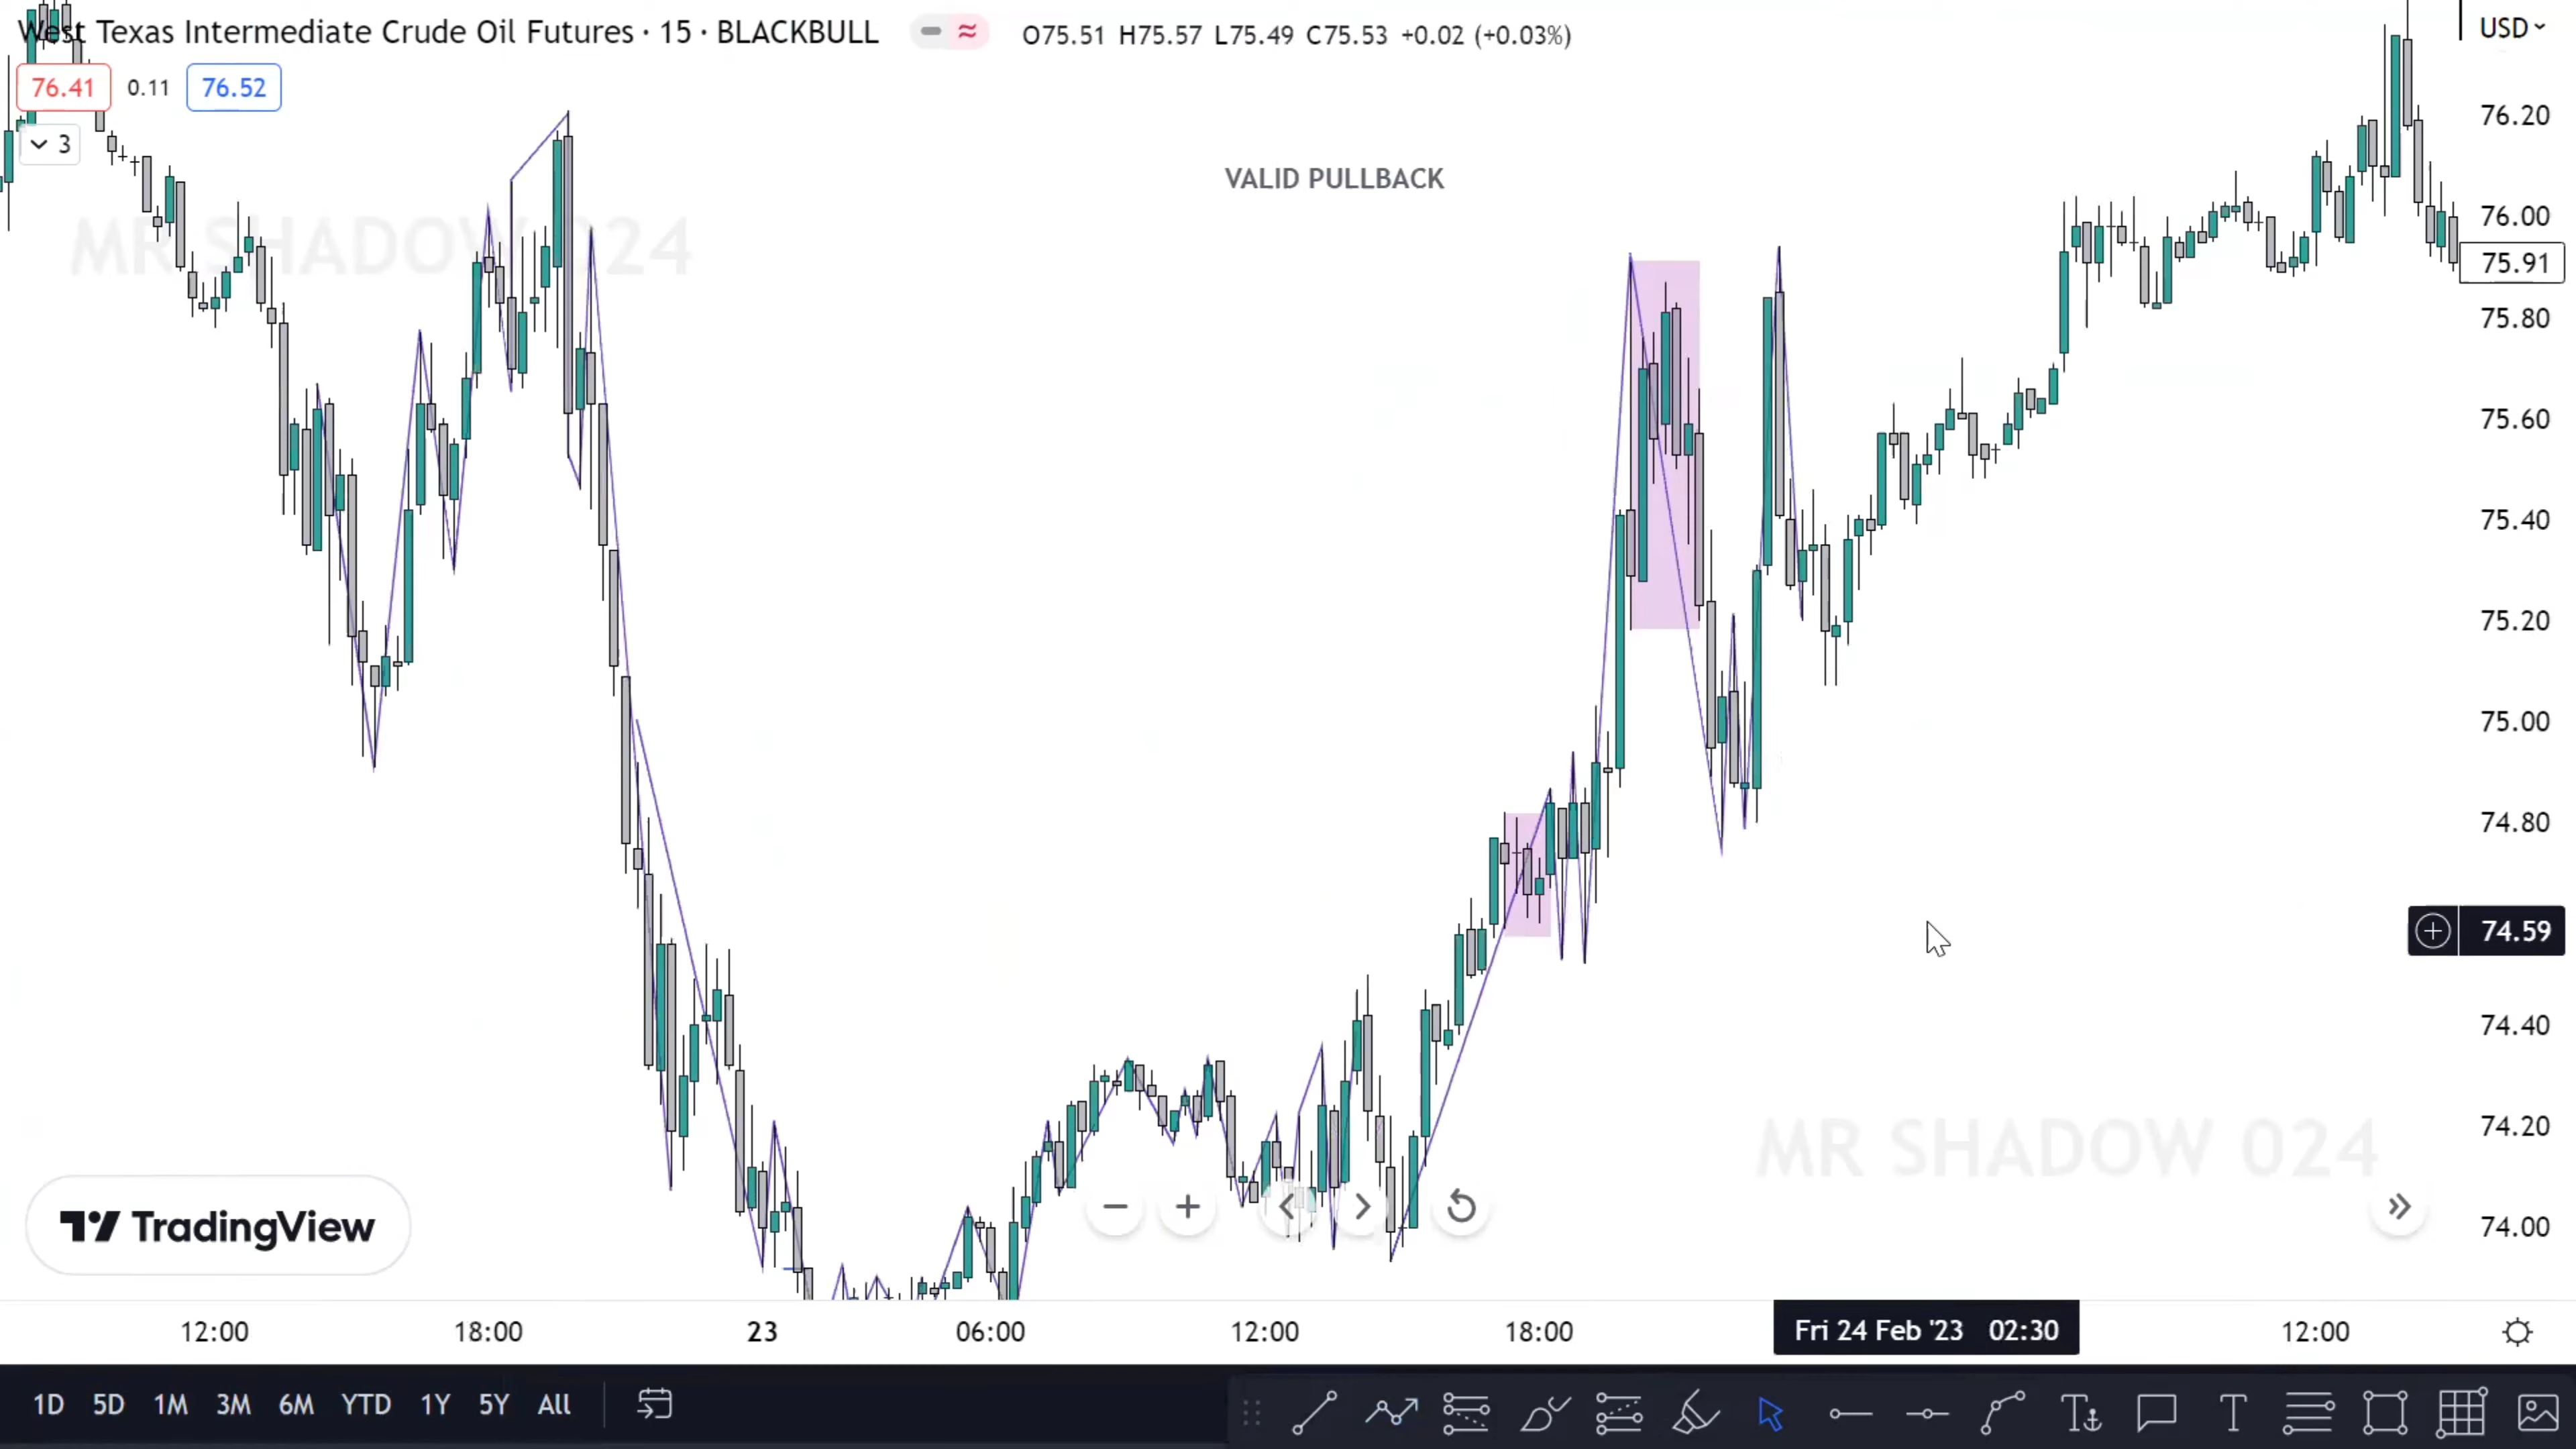 West Texas Intermediate Crude Oil Futures · 15 · BLACKBULL
O75.51 H75.57 L75.49 C75.53 +0.02 (+0.03%)
USD
76.41 0.11 76.52
3
VALID PULLBACK
MR SHADOW 024
76.20
76.00
75.91
75.80
75.60
75.40
75.20
75.00
74.80
74.59
74.40
74.20
74.00
MR SHADOW 024
TradingView
12:00 18:00 23 06:00 12:00 18:00 Fri 24 Feb '23 02:30 12:00
1D 5D 1M 3M 6M YTD 1Y 5Y All